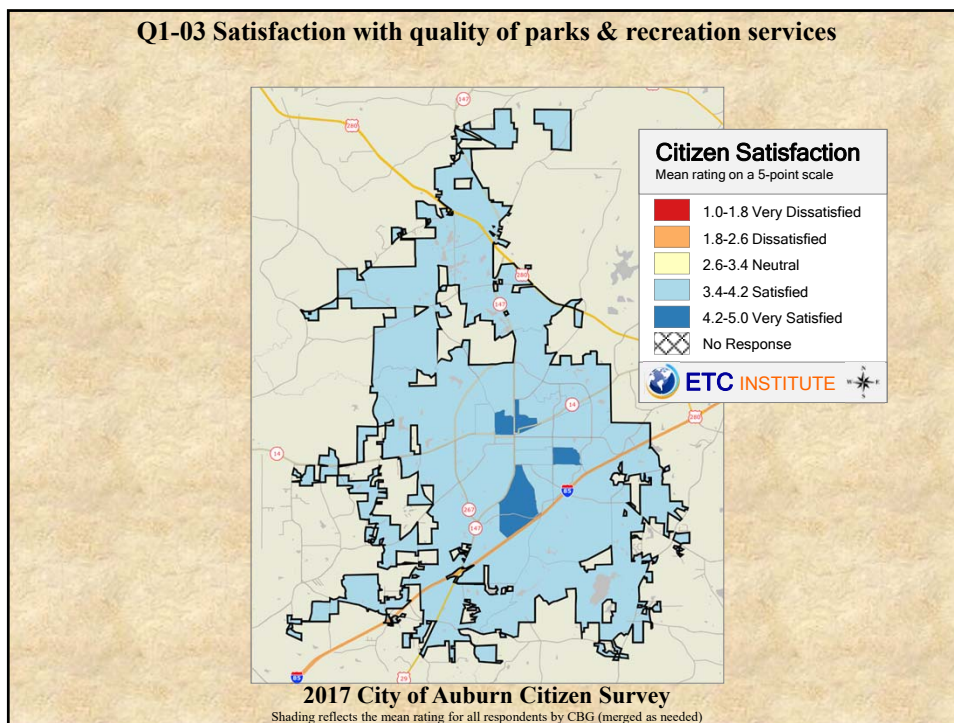 Q1-03 Satisfaction with quality of parks & recreation services
147
280
Citizen Satisfaction
Mean rating on a 5-point scale
1.0-1.8 Very Dissatisfied
1.8-2.6 Dissatisfied
2.6-3.4 Neutral
3.4-4.2 Satisfied
4.2-5.0 Very Satisfied
No Response
ETC INSTITUTE
N
W E
S
280
147
14
280
14
85
267
147
85
29
2017 City of Auburn Citizen Survey
Shading reflects the mean rating for all respondents by CBG (merged as needed)